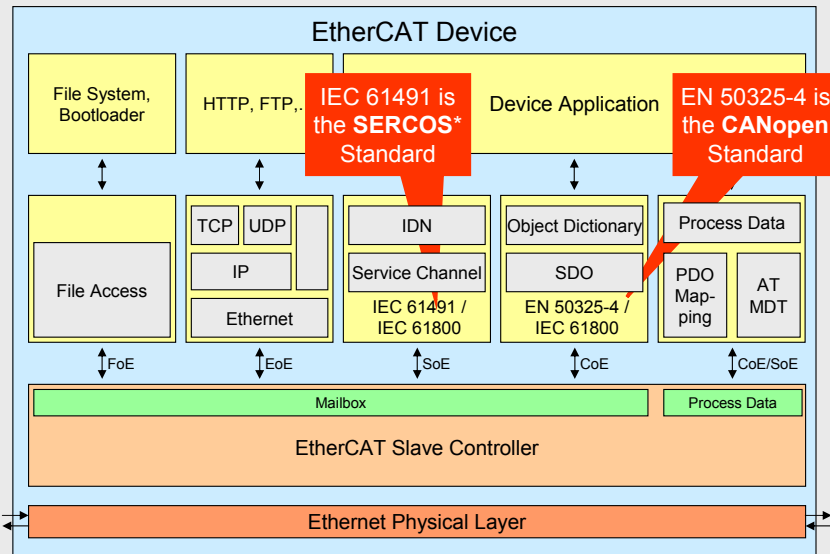 EtherCAT Device
File System,
Bootloader
HTTP, FTP,.
IEC 61491 is
the SERCOS*
Standard
Device Application
EN 50325-4 is
the CANopen
Standard
File Access
TCP
UDP
IP
Ethernet
IDN
Service Channel
IEC 61491 /
IEC 61800
Object Dictionary
SDO
EN 50325-4 /
IEC 61800
Process Data
PDO
Map-
ping
AT
MDT
FoE
EoE
SoE
CoE
CoE/SoE
Mailbox
Process Data
EtherCAT Slave Controller
Ethernet Physical Layer